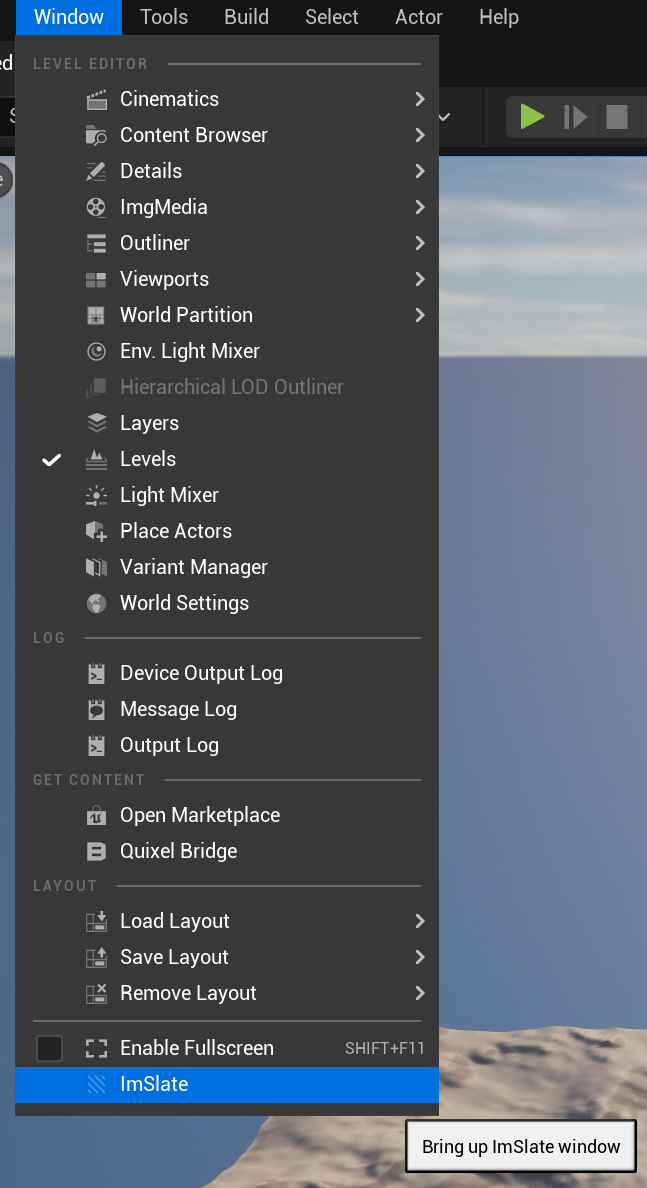 Window Tools Build Select Actor Help
ed
LEVEL EDITOR
S
Cinematics
Content Browser
Details
e
ImgMedia
Outliner
Viewports
World Partition
Env. Light Mixer
Hierarchical LOD Outliner
Layers
Levels
Light Mixer
Place Actors
Variant Manager
World Settings
LOG
Device Output Log
Message Log
Output Log
GET CONTENT
Open Marketplace
Quixel Bridge
LAYOUT
Load Layout
Save Layout
Remove Layout
Enable Fullscreen SHIFT+F11
ImSlate
Bring up ImSlate window